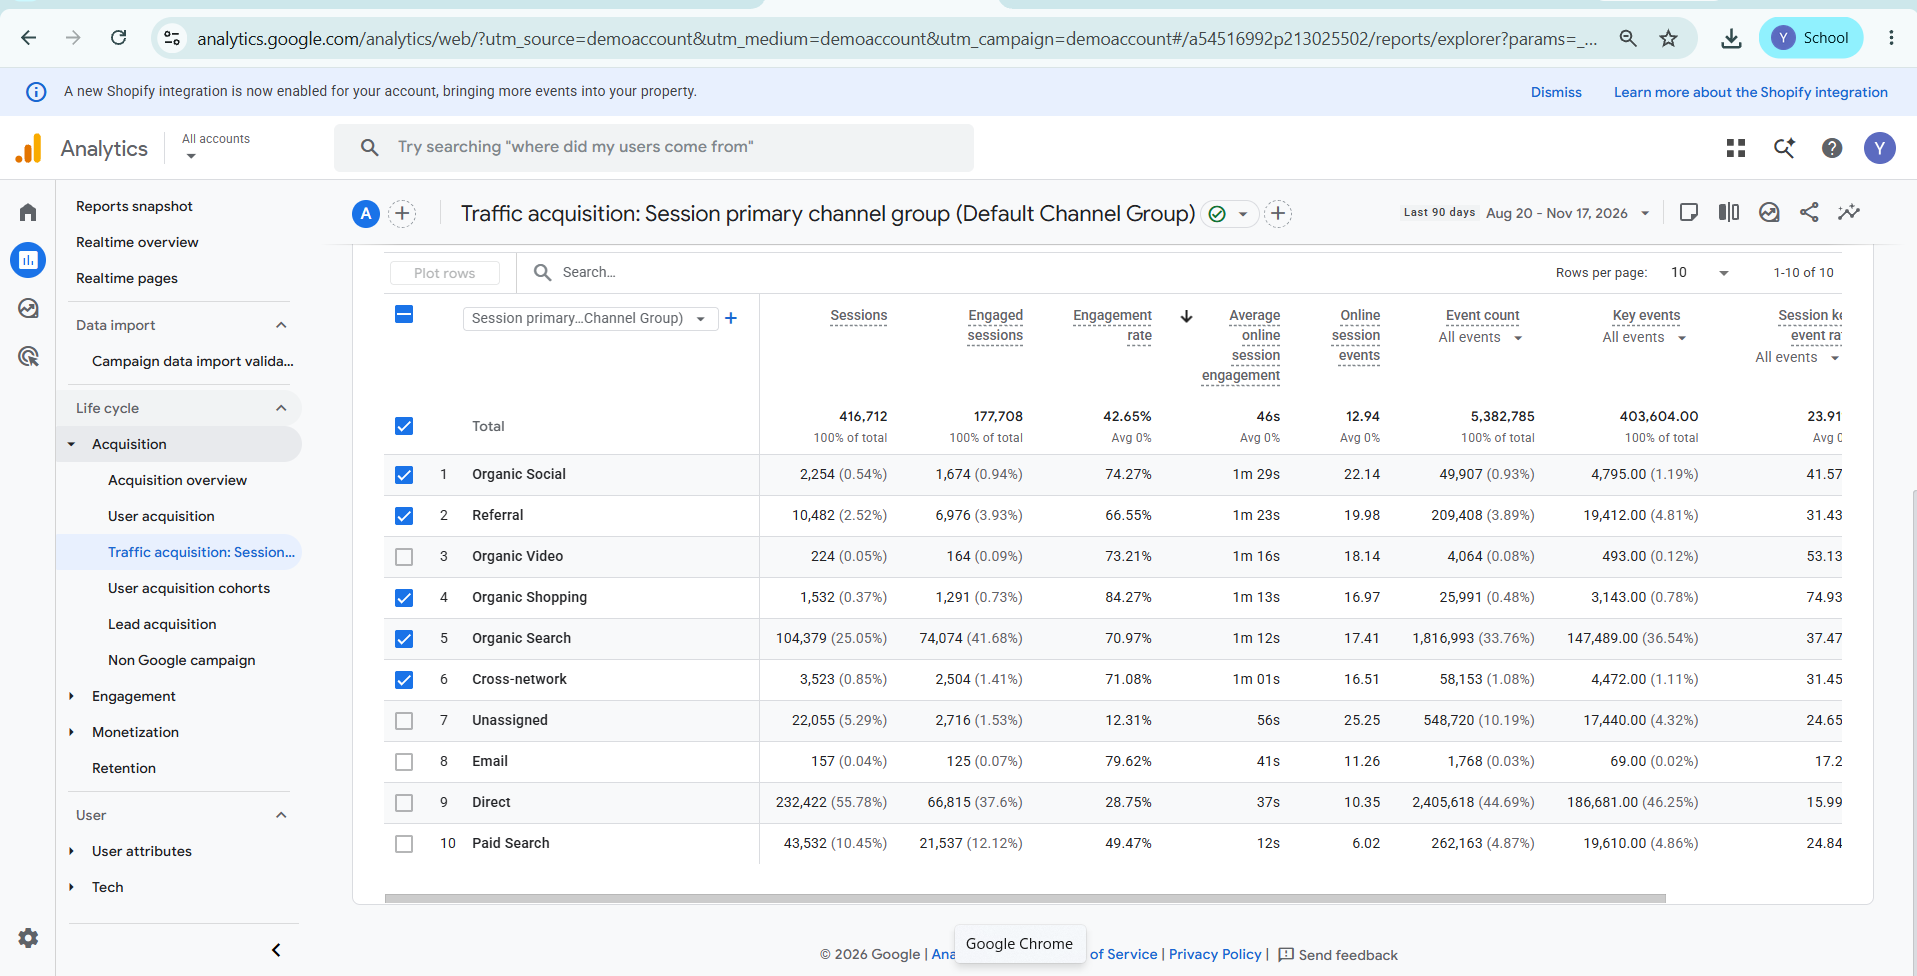 analytics.google.com/analytics/web/?utm_source=demoaccount&utm_medium=demoaccount&utm_campaign=demoaccount#/a54516992p213025502/reports/explorer?params=_...
Y School
A new Shopify integration is now enabled for your account, bringing more events into your property.
Dismiss
Learn more about the Shopify integration
Analytics
All accounts
Try searching "where did my users come from"
Y
Reports snapshot
Realtime overview
Realtime pages
Data import
Campaign data import valida...
Life cycle
Acquisition
Acquisition overview
User acquisition
Traffic acquisition: Session...
User acquisition cohorts
Lead acquisition
Non Google campaign
Engagement
Monetization
Retention
User
User attributes
Tech
A
Traffic acquisition: Session primary channel group (Default Channel Group)
Last 90 days Aug 20 - Nov 17, 2026
Plot rows
Search...
Rows per page: 10
1-10 of 10
Session primary...Channel Group)
Sessions
Engaged sessions
Engagement rate
Average online session engagement
Online session events
Event count
All events
Key events
All events
Session ke
event ra
All events
Total 416,712 177,708 42.65% 46s 12.94 5,382,785 403,604.00 23.91
100% of total 100% of total Avg 0% Avg 0% Avg 0% 100% of total 100% of total Avg 0
1 Organic Social 2,254 (0.54%) 1,674 (0.94%) 74.27% 1m 29s 22.14 49,907 (0.93%) 4,795.00 (1.19%) 41.57
2 Referral 10,482 (2.52%) 6,976 (3.93%) 66.55% 1m 23s 19.98 209,408 (3.89%) 19,412.00 (4.81%) 31.43
3 Organic Video 224 (0.05%) 164 (0.09%) 73.21% 1m 16s 18.14 4,064 (0.08%) 493.00 (0.12%) 53.13
4 Organic Shopping 1,532 (0.37%) 1,291 (0.73%) 84.27% 1m 13s 16.97 25,991 (0.48%) 3,143.00 (0.78%) 74.93
5 Organic Search 104,379 (25.05%) 74,074 (41.68%) 70.97% 1m 12s 17.41 1,816,993 (33.76%) 147,489.00 (36.54%) 37.47
6 Cross-network 3,523 (0.85%) 2,504 (1.41%) 71.08% 1m 01s 16.51 58,153 (1.08%) 4,472.00 (1.11%) 31.45
7 Unassigned 22,055 (5.29%) 2,716 (1.53%) 12.31% 56s 25.25 548,720 (10.19%) 17,440.00 (4.32%) 24.65
8 Email 157 (0.04%) 125 (0.07%) 79.62% 41s 11.26 1,768 (0.03%) 69.00 (0.02%) 17.2
9 Direct 232,422 (55.78%) 66,815 (37.6%) 28.75% 37s 10.35 2,405,618 (44.69%) 186,681.00 (46.25%) 15.99
10 Paid Search 43,532 (10.45%) 21,537 (12.12%) 49.47% 12s 6.02 262,163 (4.87%) 19,610.00 (4.86%) 24.84
© 2026 Google | Ana
Google Chrome
of Service | Privacy Policy | Send feedback